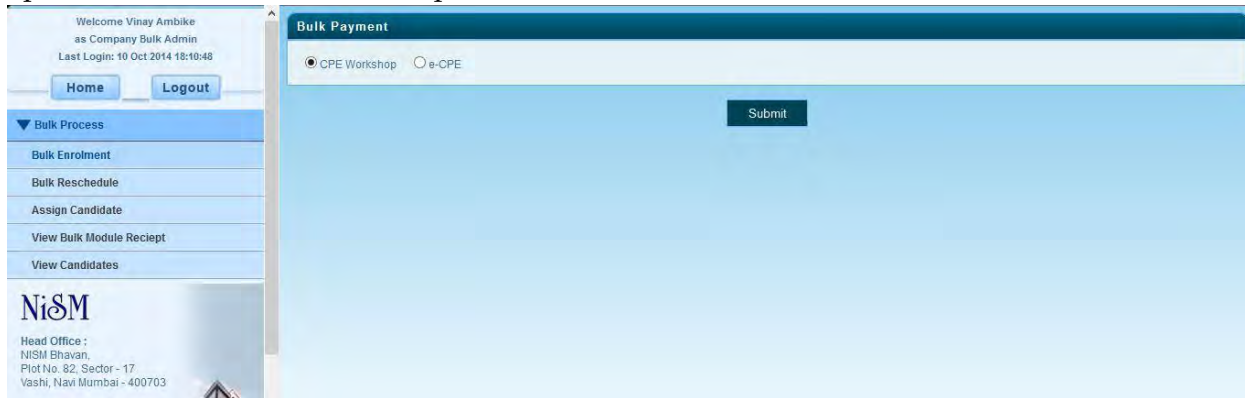 Welcome Vinay Ambike
as Company Bulk Admin
Last Login: 10 Oct 2014 18:10:48
Home Logout
Bulk Process
Bulk Enrolment
Bulk Reschedule
Assign Candidate
View Bulk Module Reciept
View Candidates
NiSM
Head Office :
NISM Bhavan,
Plot No. 82, Sector - 17
Vashi, Navi Mumbai - 400703
Bulk Payment
CPE Workshop e-CPE
Submit